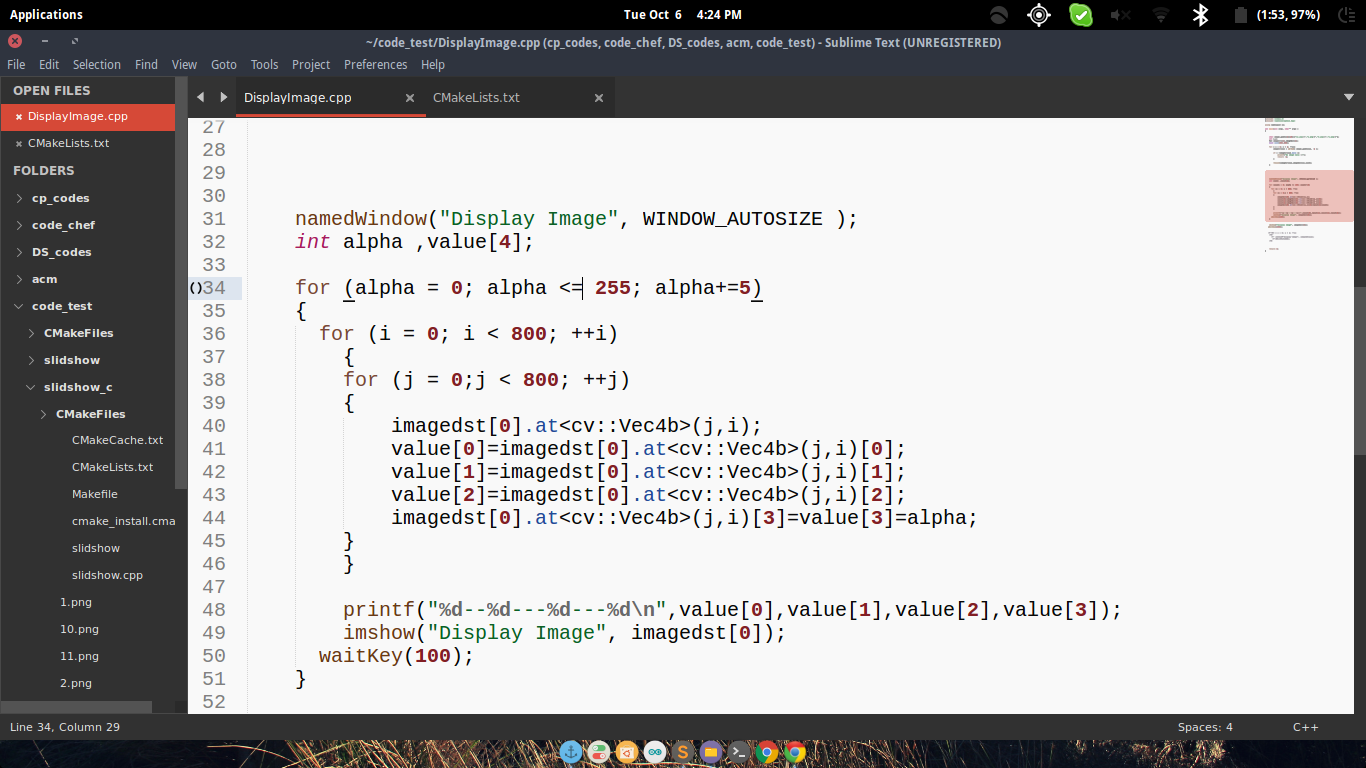 Applications
Tue Oct 6 4:24 PM
(1:53, 97%)
~/code_test/DisplayImage.cpp (cp_codes, code_chef, DS_codes, acm, code_test) - Sublime Text (UNREGISTERED)
File Edit Selection Find View Goto Tools Project Preferences Help
OPEN FILES
DisplayImage.cpp
CMakeLists.txt
FOLDERS
cp_codes
code_chef
DS_codes
acm
code_test
CMakeFiles
slidshow
slidshow_c
CMakeFiles
CMakeCache.txt
CMakeLists.txt
Makefile
cmake_install.cma
slidshow
slidshow.cpp
1.png
10.png
11.png
2.png
DisplayImage.cpp
CMakeLists.txt
27
28
29
30
31 namedWindow("Display Image", WINDOW_AUTOSIZE );
32 int alpha ,value[4];
33
34 for (alpha = 0; alpha <= 255; alpha+=5)
35 {
36 for (i = 0; i < 800; ++i)
37 {
38 for (j = 0;j < 800; ++j)
39 {
40 imagedst[0].at<cv::Vec4b>(j,i);
41 value[0]=imagedst[0].at<cv::Vec4b>(j,i)[0];
42 value[1]=imagedst[0].at<cv::Vec4b>(j,i)[1];
43 value[2]=imagedst[0].at<cv::Vec4b>(j,i)[2];
44 imagedst[0].at<cv::Vec4b>(j,i)[3]=value[3]=alpha;
45 }
46 }
47
48 printf("%d--%d---%d---%d\n",value[0],value[1],value[2],value[3]);
49 imshow("Display Image", imagedst[0]);
50 waitKey(100);
51 }
52
Line 34, Column 29
Spaces: 4
C++